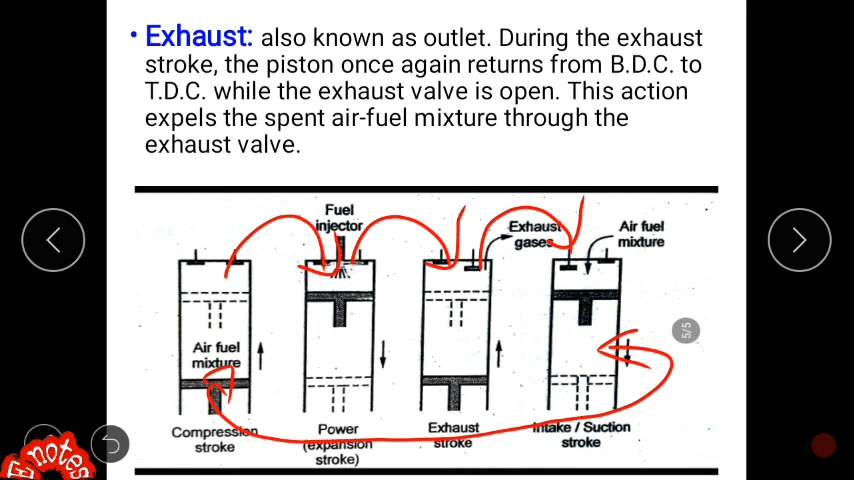 • Exhaust: also known as outlet. During the exhaust
stroke, the piston once again returns from B.D.C. to
T.D.C. while the exhaust valve is open. This action
expels the spent air-fuel mixture through the
exhaust valve.
Fuel
injector
Exhaust
gases
Air fuel
mixture
Air fuel
mixture
5/5
Compression
stroke
Power
(expansion
stroke)
Exhaust
stroke
Intake / Suction
stroke
E notes